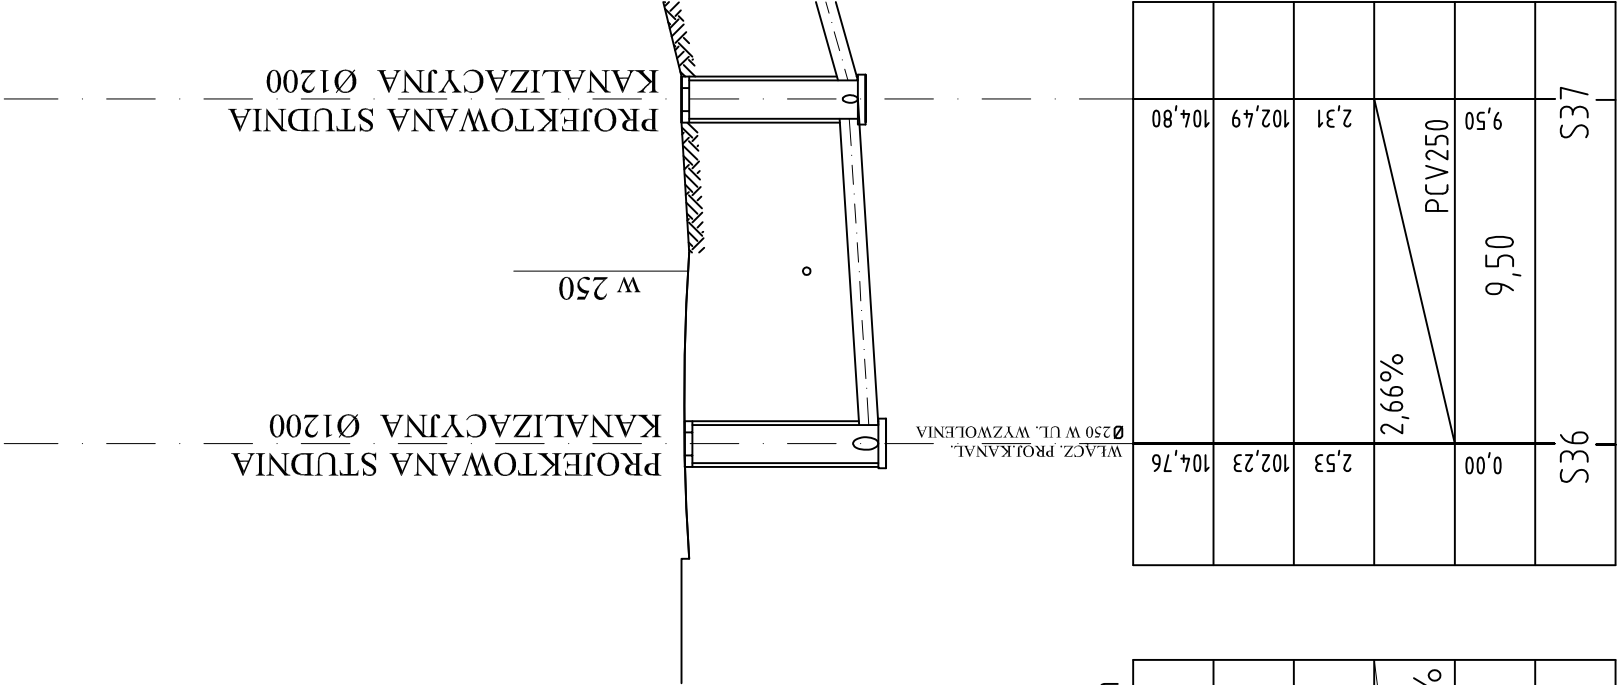 PROJEKTOWANA STUDNIA
KANALIZACYJNA Ø1200
w 250
PROJEKTOWANA STUDNIA
KANALIZACYJNA Ø1200
WŁĄCZ. PROJ.KANAŁ.
Ø250 W UL. WYZWOLENIA
104,80
102,49
2,31
9,50
S37
PCV250
9,50
2,66%
104,76
102,23
2,53
0,00
S36
%